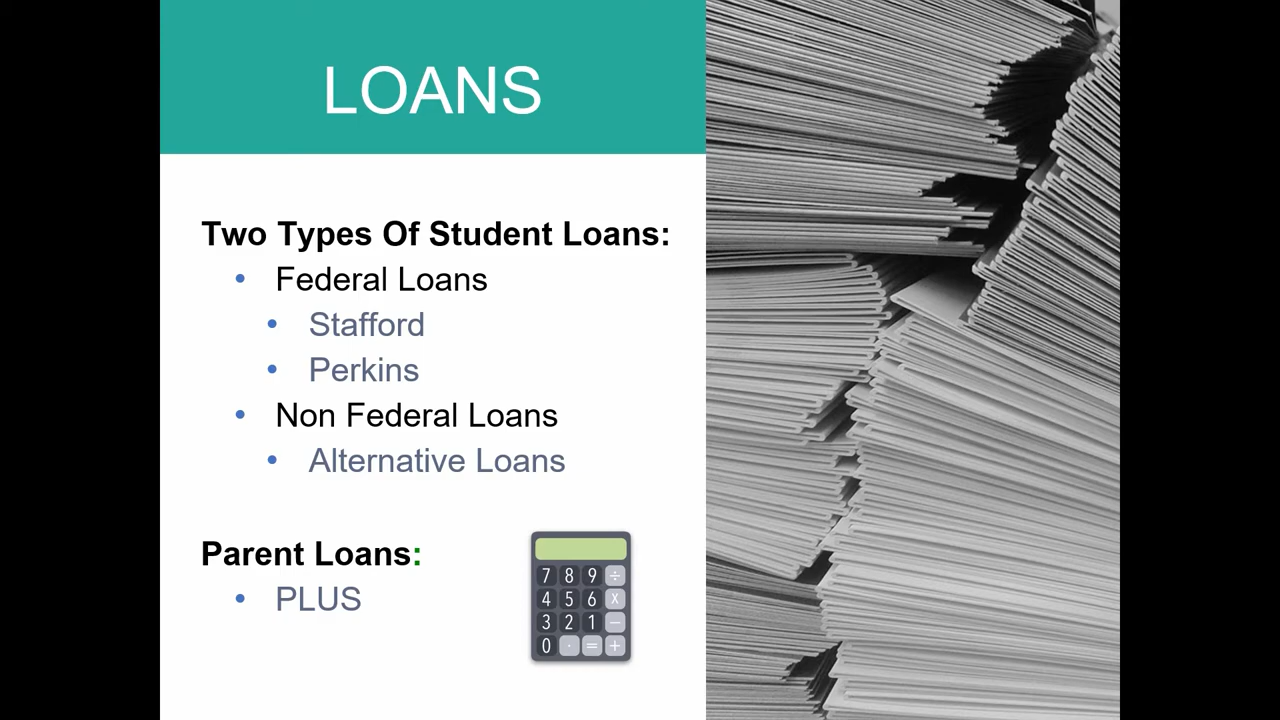 LOANS
Two Types Of Student Loans:
• Federal Loans
• Stafford
• Perkins
• Non Federal Loans
• Alternative Loans
Parent Loans:
• PLUS
7 8 9 ÷
4 5 6 x
3 2 1 −
0 · = +